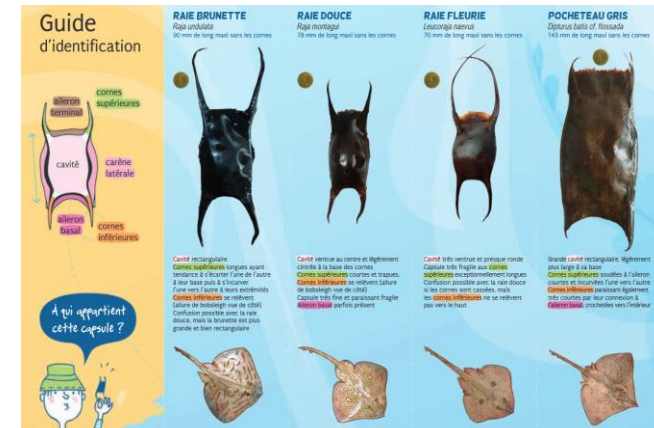 Guide
d'identification
aileron
terminal
cornes
supérieures
cavité
carène
latérale
aileron
basal
cornes
inférieures
A qui appartient
cette capsule ?
RAIE BRUNETTE
Raja undulata
90 mm de long maxi sans les cornes
Cavité rectangulaire
Cornes supérieures longues ayant
tendance à s'écarter l'une de l'autre
à leur base puis à s'incurver
l'une vers l'autre à leurs extrémités
Cornes inférieures se relèvent
(allure de bobsleigh vue de côté)
Confusion possible avec la raie
douce, mais la brunette est plus
grande et bien rectangulaire.
RAIE DOUCE
Raja montagui
78 mm de long maxi sans les cornes
Cavité ventrue au centre et légèrement
cintrée à la base des cornes
Cornes supérieures courtes et trapues,
Cornes inférieures se relèvent (allure
de bobsleigh vue de côté)
Capsule très fine et paraissant fragile
Aileron basal parfois présent
RAIE FLEURIE
Leucoraja naevus
70 mm de long maxi sans les cornes
Cavité très ventrue et presque ronde
Capsule très fragile aux cornes
supérieures exceptionnellement longues
Confusion possible avec la raie douce
si les cornes sont cassées, mais
les cornes inférieures ne se relèvent
pas vers le haut
POCHETEAU GRIS
Dipturus batis cf. flossada
143 mm de long maxi sans les cornes
Grande cavité rectangulaire, légèrement
plus large à sa base
Cornes supérieures soudées à l'aileron
courtes et incurvées l'une vers l'autre
Cornes inférieures paraissant également
très courtes par leur connexion à
l'aileron basal, crochetées vers l'intérieur